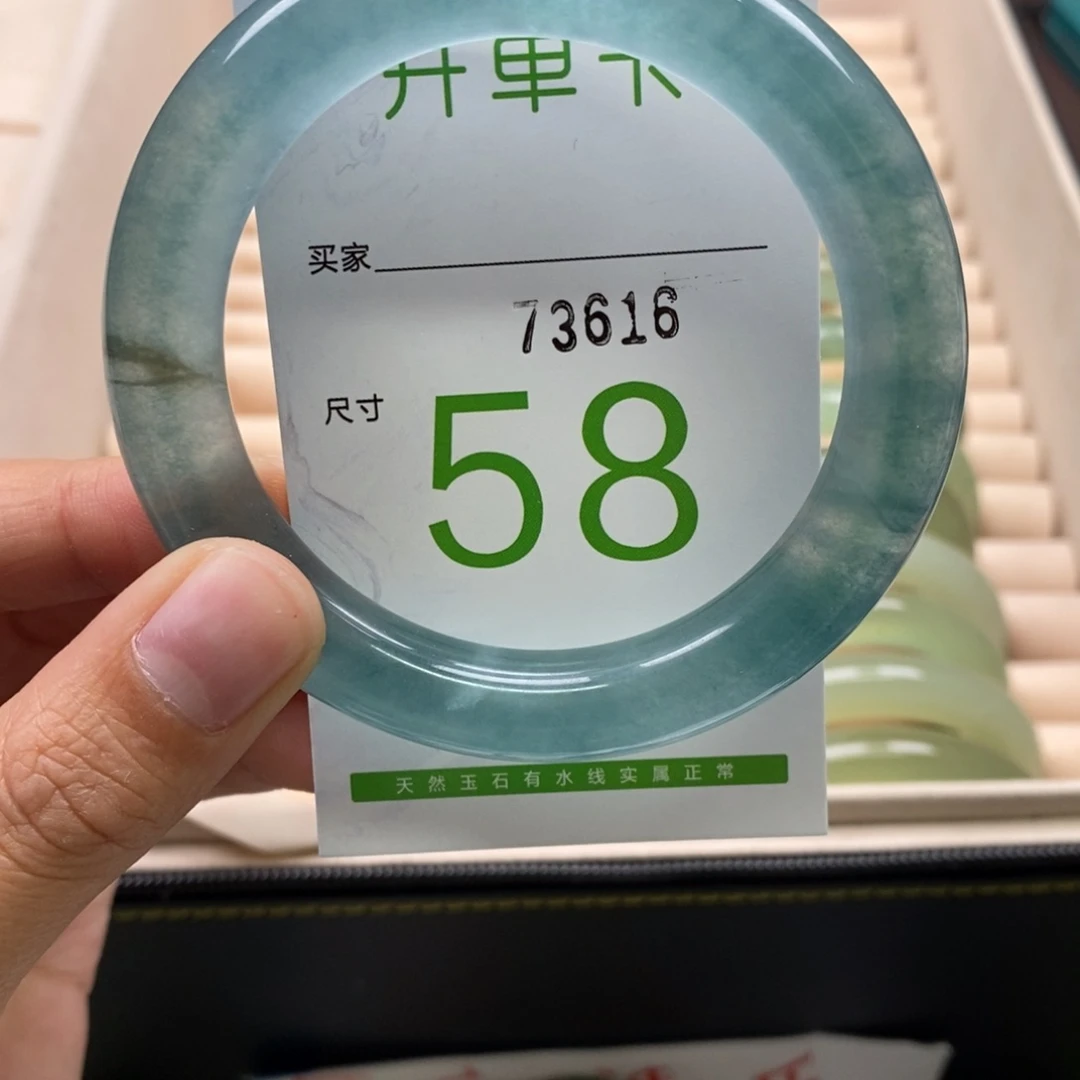 开单卡
买家
73616
尺寸
58
天然玉石有水线实属正常